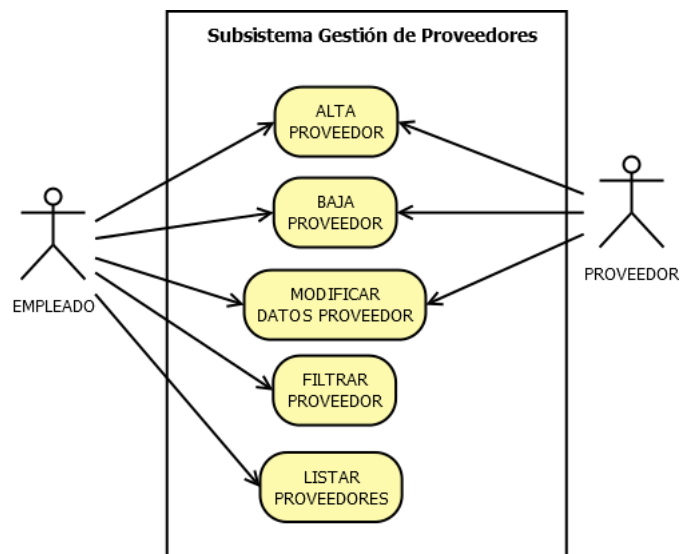 Subsistema Gestión de Proveedores
ALTA
PROVEEDOR
BAJA
PROVEEDOR
MODIFICAR
DATOS PROVEEDOR
FILTRAR
PROVEEDOR
LISTAR
PROVEEDORES
EMPLEADO
PROVEEDOR